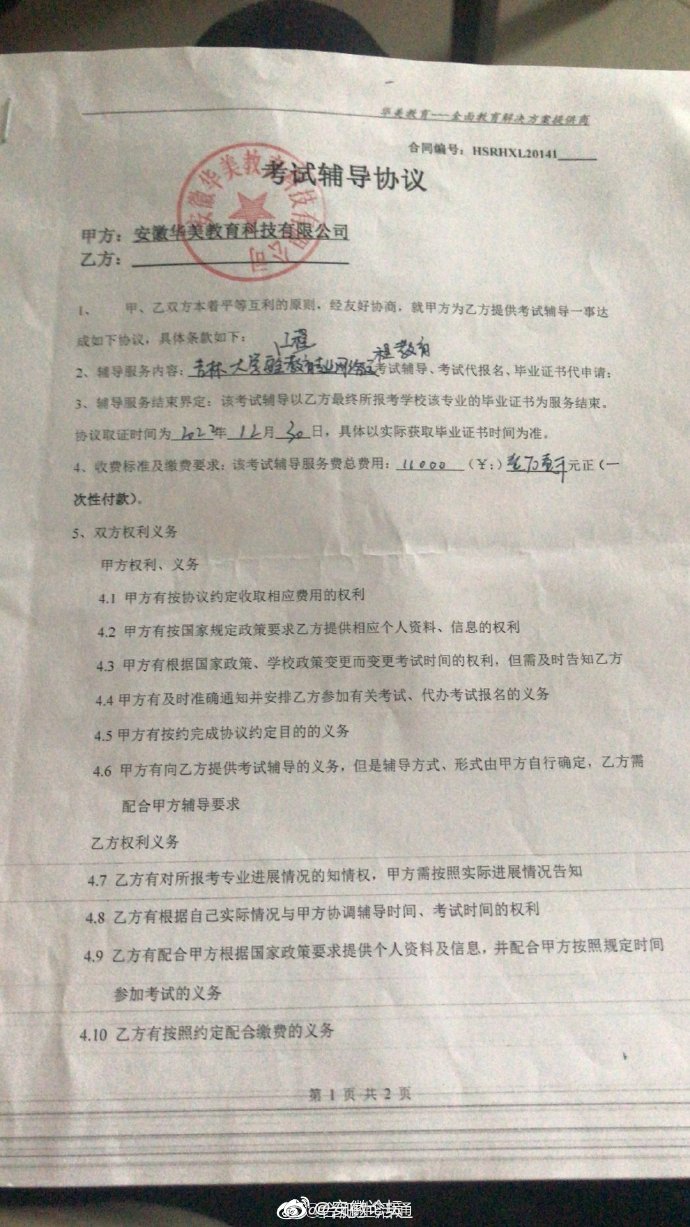 华美教育---全面教育解决方案提供商
合同编号：HSRHXL20141
安徽华美教育科技有限公司
考试辅导协议
甲方：安徽华美教育科技有限公司
乙方：
1、 甲、乙双方本着平等互利的原则，经友好协商，就甲方为乙方提供考试辅导一事达
成如下协议，具体条款如下：
2、辅导服务内容：吉林大学 考试辅导、考试代报名、毕业证书代申请；
3、辅导服务结束界定：该考试辅导以乙方最终所报考学校该专业的毕业证书为服务结束。
协议取证时间为 2022年 12月 30日，具体以实际获取毕业证书时间为准。
4、收费标准及缴费要求：该考试辅导服务费总费用：11000（￥：）壹万壹仟元正（一
次性付款）。
5、双方权利义务
甲方权利、义务
4.1 甲方有按协议约定收取相应费用的权利
4.2 甲方有按国家规定政策要求乙方提供相应个人资料、信息的权利
4.3 甲方有根据国家政策、学校政策变更而变更考试时间的权利，但需及时告知乙方
4.4 甲方有及时准确通知并安排乙方参加有关考试、代办考试报名的义务
4.5 甲方有按约完成协议约定目的的义务
4.6 甲方有向乙方提供考试辅导的义务，但是辅导方式、形式由甲方自行确定，乙方需
配合甲方辅导要求
乙方权利义务
4.7 乙方有对所报考专业进展情况的知情权，甲方需按照实际进展情况告知
4.8 乙方有根据自己实际情况与甲方协调辅导时间、考试时间的权利
4.9 乙方有配合甲方根据国家政策要求提供个人资料及信息，并配合甲方按照规定时间
参加考试的义务
4.10 乙方有按照约定配合缴费的义务
第 1 页 共 2 页
@安徽论坛